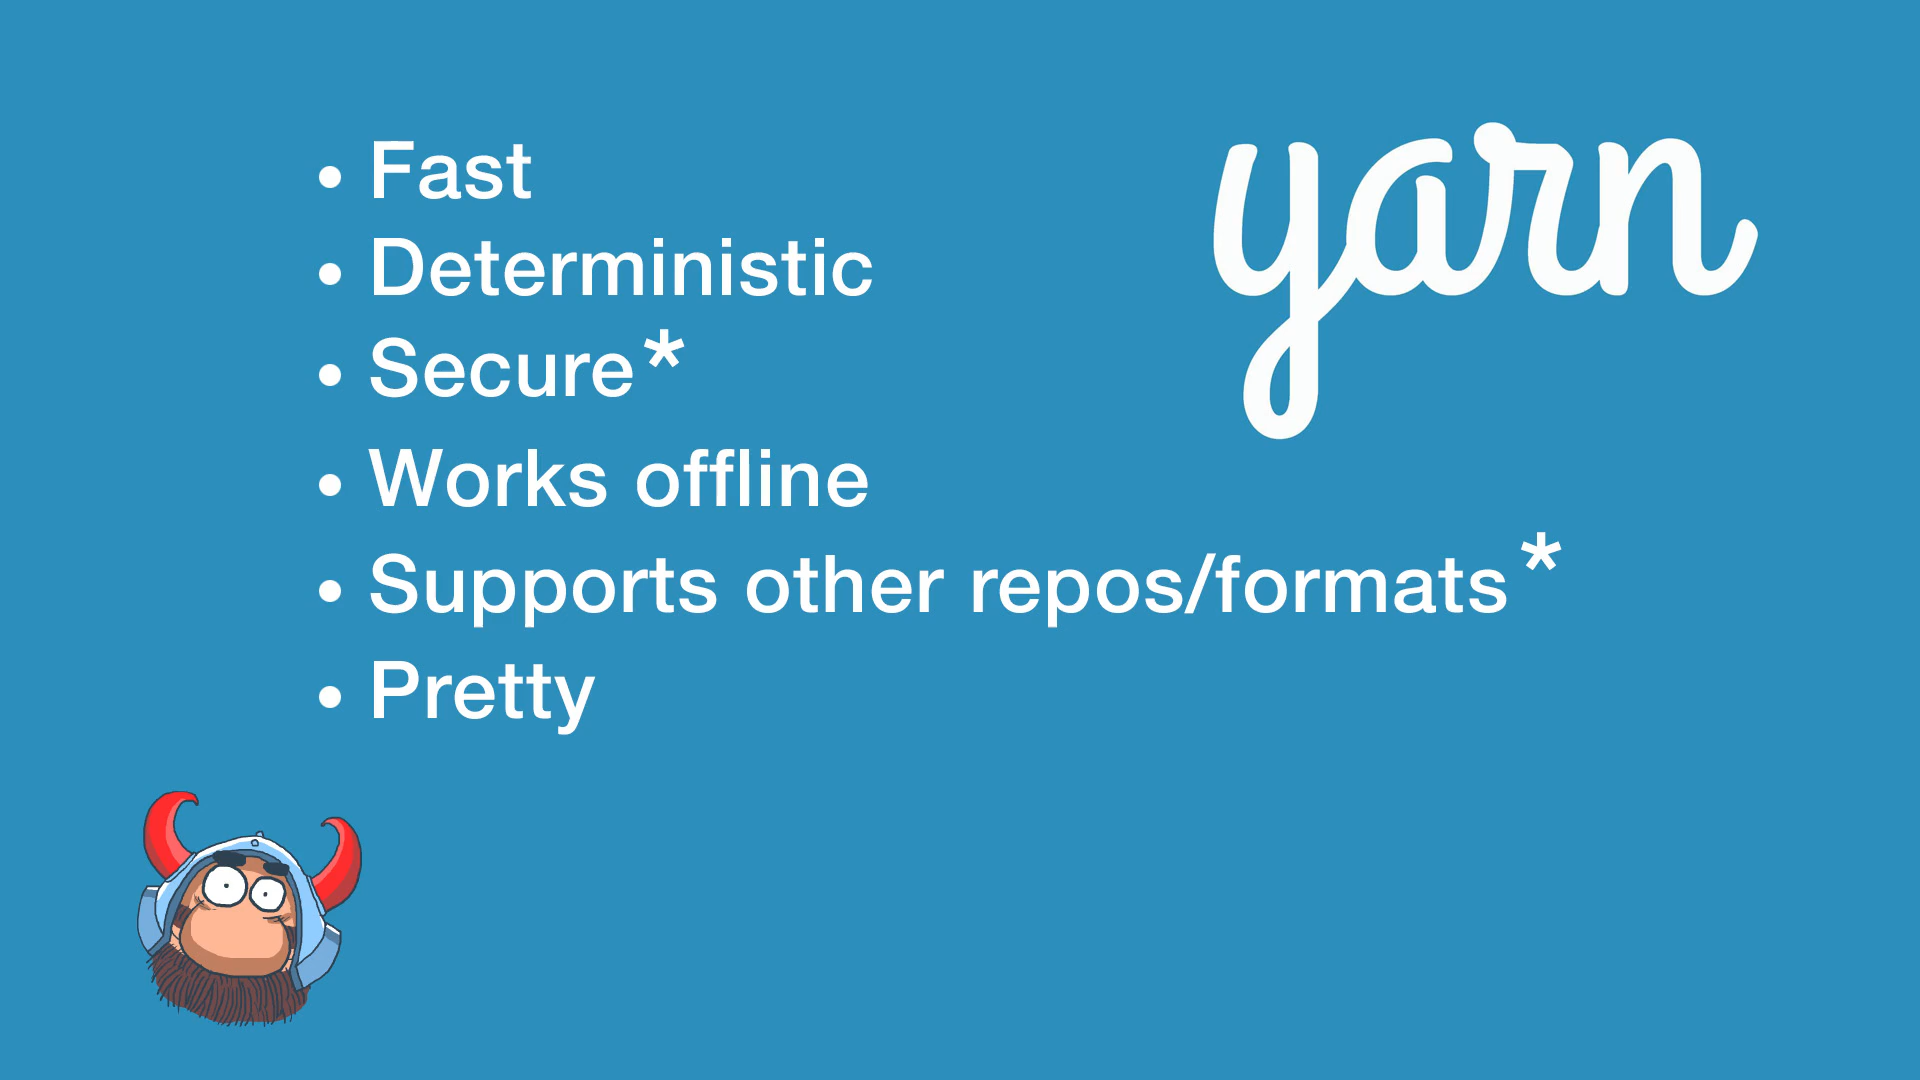 yarn
• Fast
• Deterministic
• Secure*
• Works offline
• Supports other repos/formats*
• Pretty